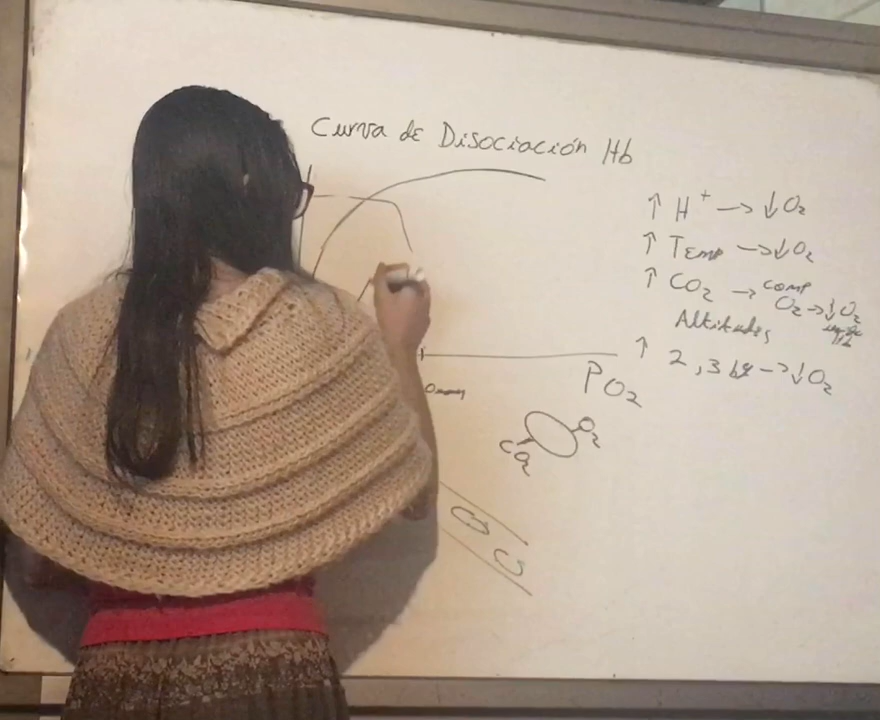 Curva de Disociación Hb
↑ H+ → ↓ O2
↑ Temp → ↓ O2
↑ CO2 → comp
O2 → ↓ O2
Altitudes
↑ 2,3 → ↓ O2
PO2
O2
CO2